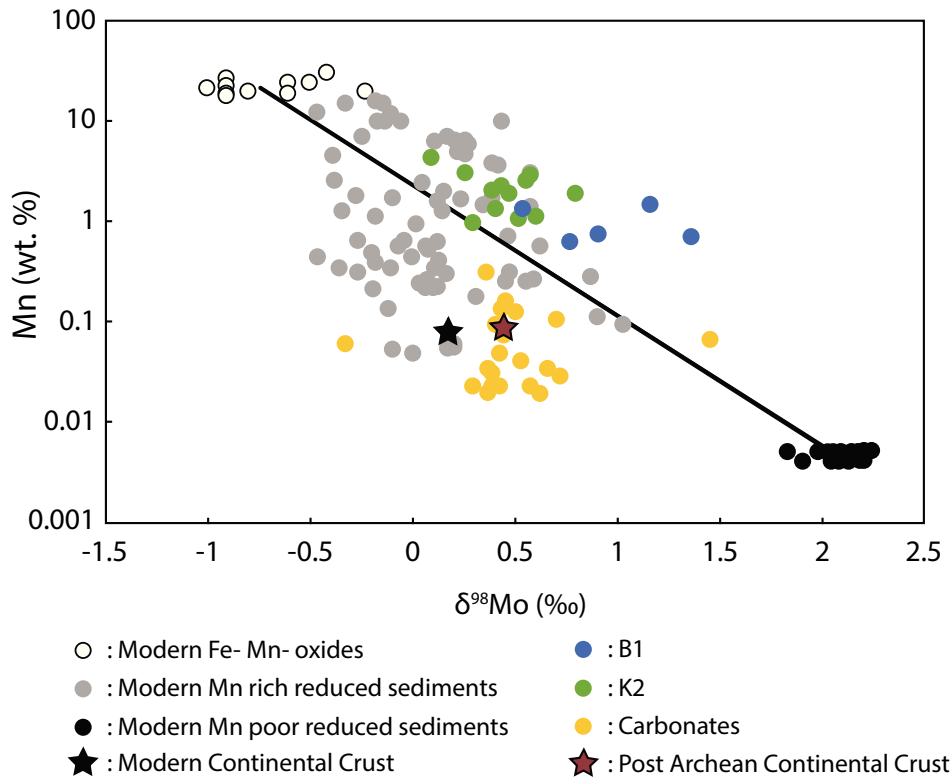 100
10
1
0.1
0.01
0.001
Mn (wt. %)
-1.5 -1 -0.5 0 0.5 1 1.5 2 2.5
δ⁹⁸Mo (‰)
: Modern Fe- Mn- oxides
: Modern Mn rich reduced sediments
: Modern Mn poor reduced sediments
: Modern Continental Crust
: B1
: K2
: Carbonates
: Post Archean Continental Crust